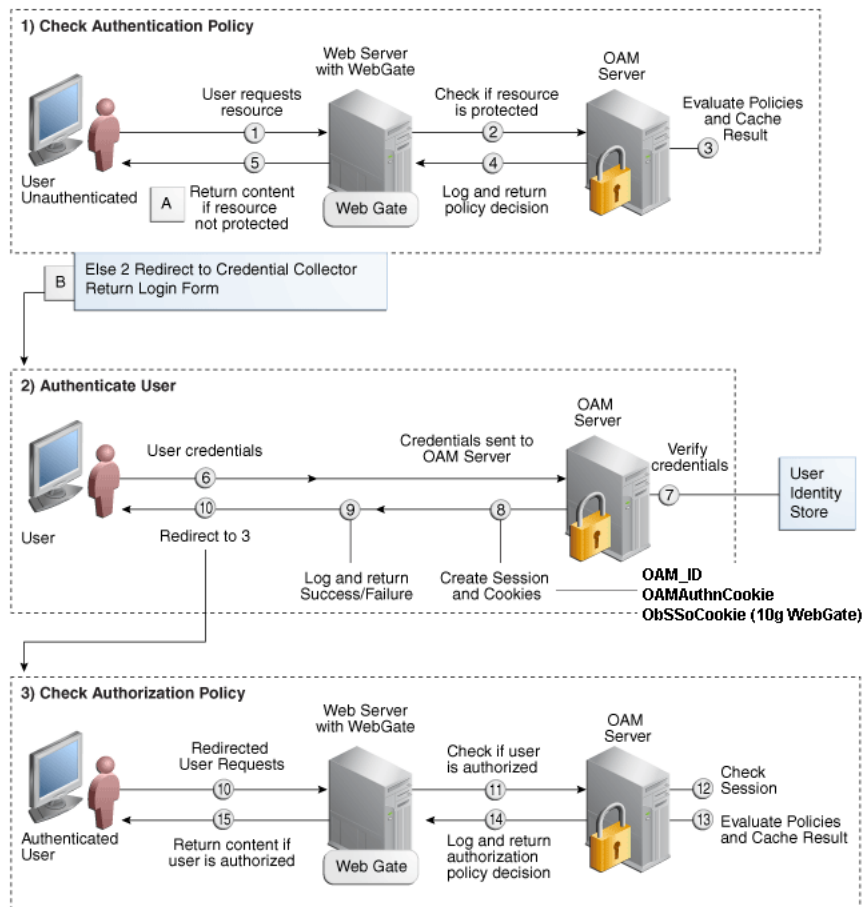 1) Check Authentication Policy
Web Server
with WebGate
OAM
Server
User requests
resource
Check if resource
is protected
Evaluate Policies
and Cache
Result
1
2
3
5
4
User
Unauthenticated
A
Return content
if resource
not protected
Web Gate
Log and return
policy decision
B
Else 2 Redirect to Credential Collector
Return Login Form
2) Authenticate User
OAM
Server
User credentials
Credentials sent to
OAM Server
Verify
credentials
6
7
10
9
8
User
Identity
Store
User
Redirect to 3
Log and return
Success/Failure
Create Session
and Cookies
OAM_ID
OAMAuthnCookie
ObSSoCookie (10g WebGate)
3) Check Authorization Policy
Web Server
with WebGate
OAM
Server
Redirected
User Requests
Check if user
is authorized
10
11
12
Check
Session
15
14
13
Evaluate Policies
and Cache Result
Authenticated
User
Return content if
user is authorized
Web Gate
Log and return
authorization
policy decision